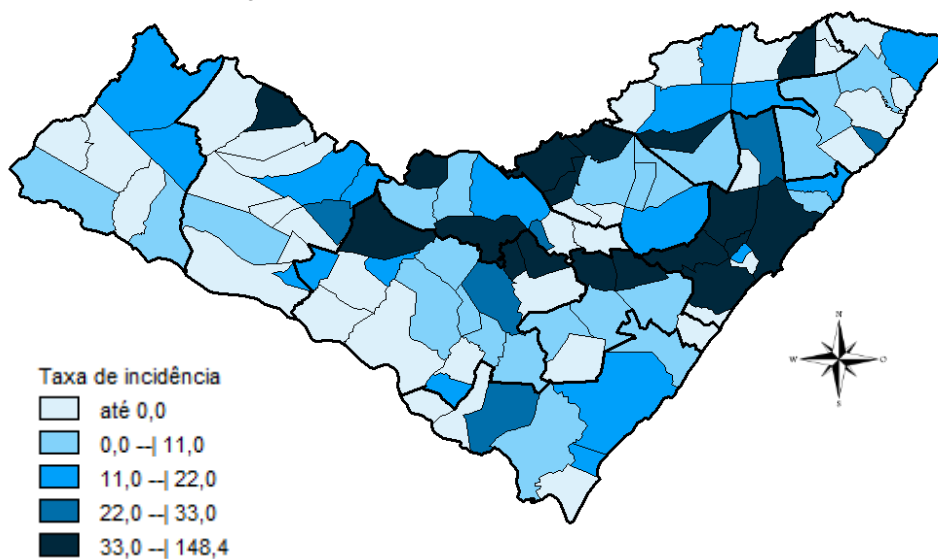 N
W
O
S
Taxa de incidência
até 0,0
0,0 --| 11,0
11,0 --| 22,0
22,0 --| 33,0
33,0 --| 148,4